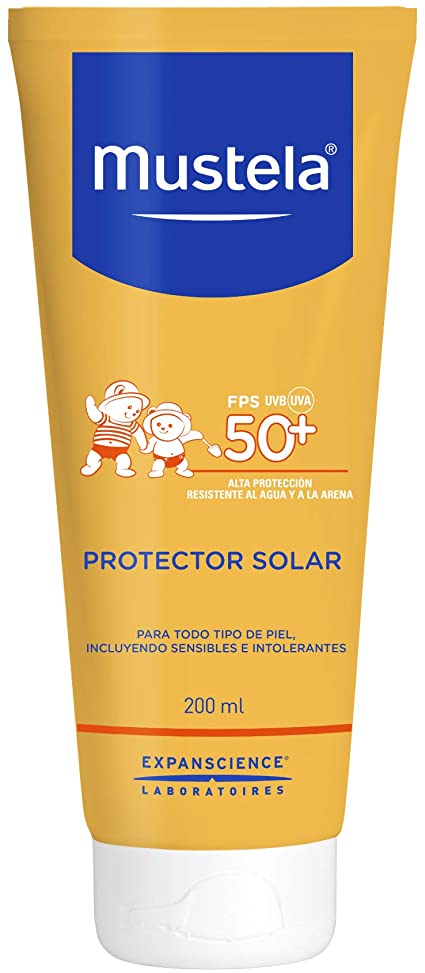 Mustela®
FPS UVB UVA
50+
ALTA PROTECCIÓN
RESISTENTE AL AGUA Y A LA ARENA
PROTECTOR SOLAR
PARA TODO TIPO DE PIEL,
INCLUYENDO SENSIBLES E INTOLERANTES
200 ml
EXPANSCIENCE®
LABORATOIRES